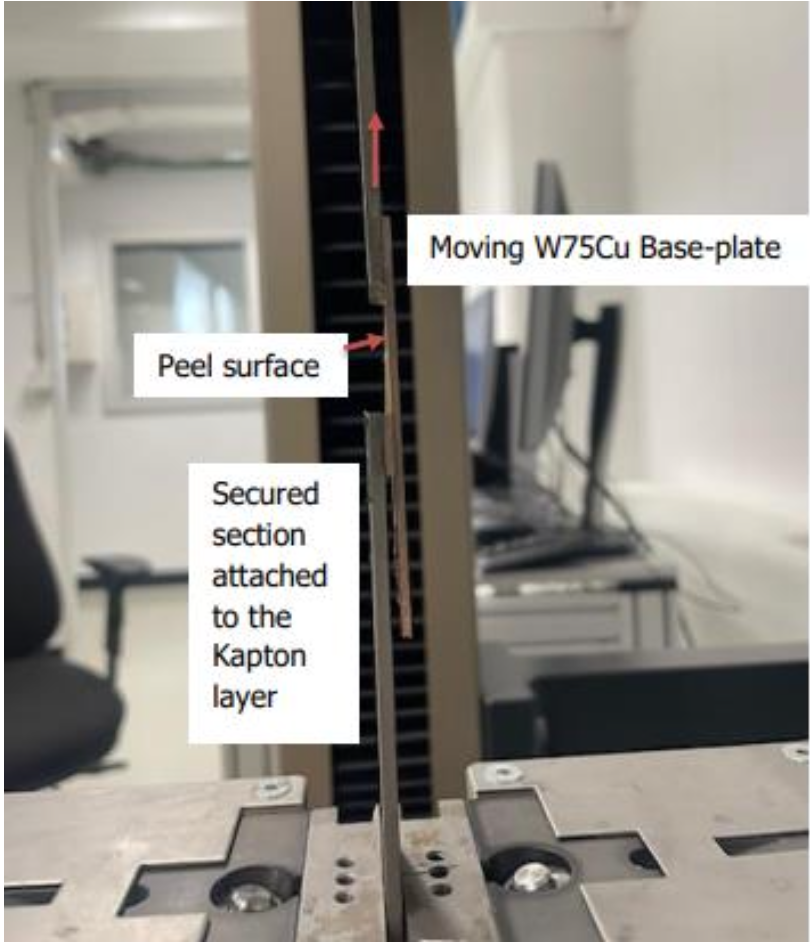 Moving W75Cu Base-plate
Peel surface
Secured
section
attached
to the
Kapton
layer